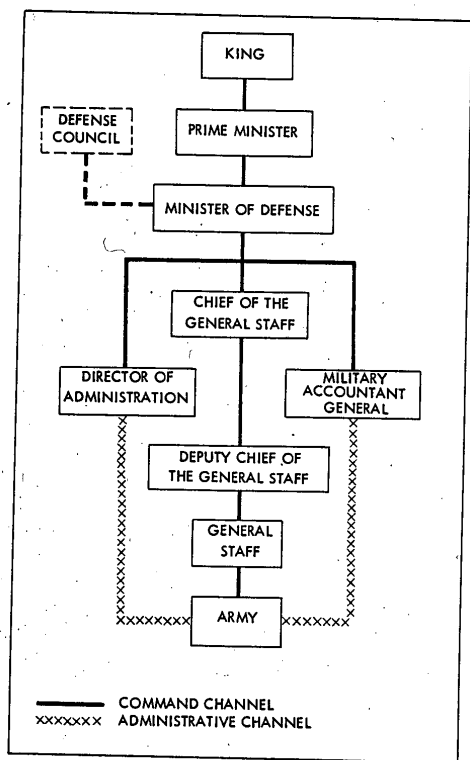 KING
DEFENSE
COUNCIL
PRIME MINISTER
MINISTER OF DEFENSE
CHIEF OF THE
GENERAL STAFF
DIRECTOR OF
ADMINISTRATION
MILITARY
ACCOUNTANT
GENERAL
DEPUTY CHIEF OF
THE GENERAL STAFF
GENERAL
STAFF
ARMY
COMMAND CHANNEL
ADMINISTRATIVE CHANNEL